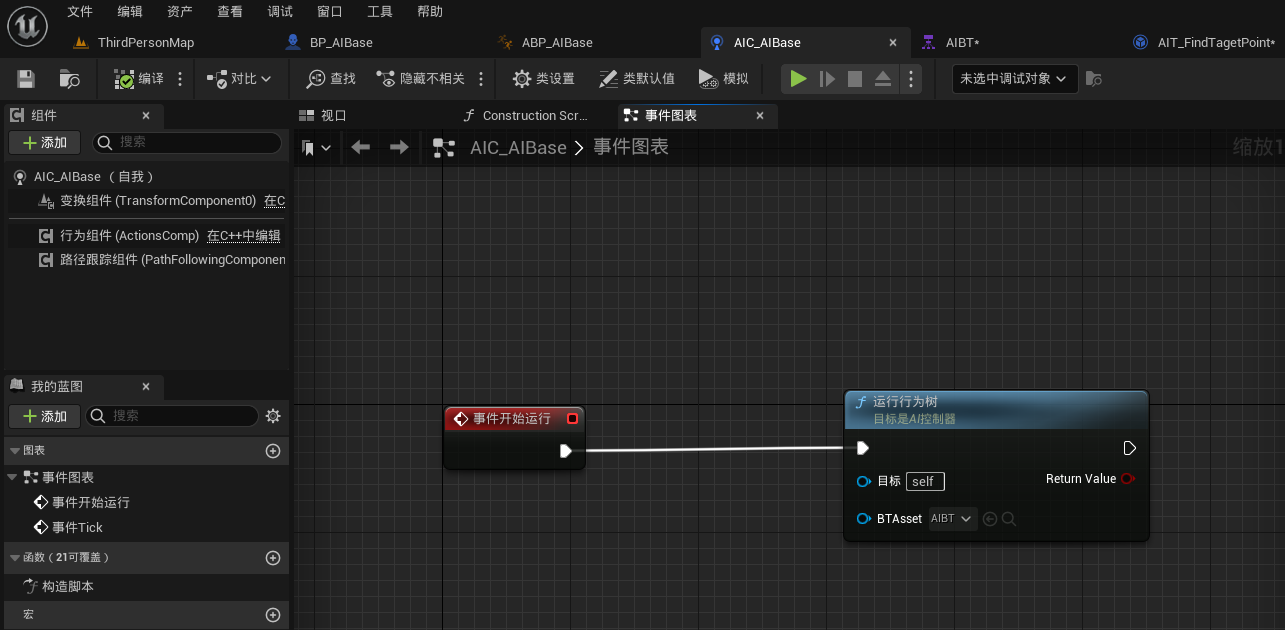 文件 编辑 资产 查看 调试 窗口 工具 帮助
ThirdPersonMap BP_AIBase ABP_AIBase AIC_AIBase AIBT* AIT_FindTagetPoint*
编译 对比 查找 隐藏不相关 类设置 类默认值 模拟 未选中调试对象
组件 视口 Construction Scr... 事件图表
添加 搜索
AIC_AIBase > 事件图表 缩放1
AIC_AIBase （自我）
变换组件 (TransformComponent0) 在C
行为组件 (ActionsComp) 在C++中编辑
路径跟踪组件 (PathFollowingComponen
我的蓝图
添加 搜索
图表
事件图表
事件开始运行
事件Tick
函数（21可覆盖）
构造脚本
宏
事件开始运行
运行行为树
目标是AI控制器
目标 self Return Value
BTAsset AIBT